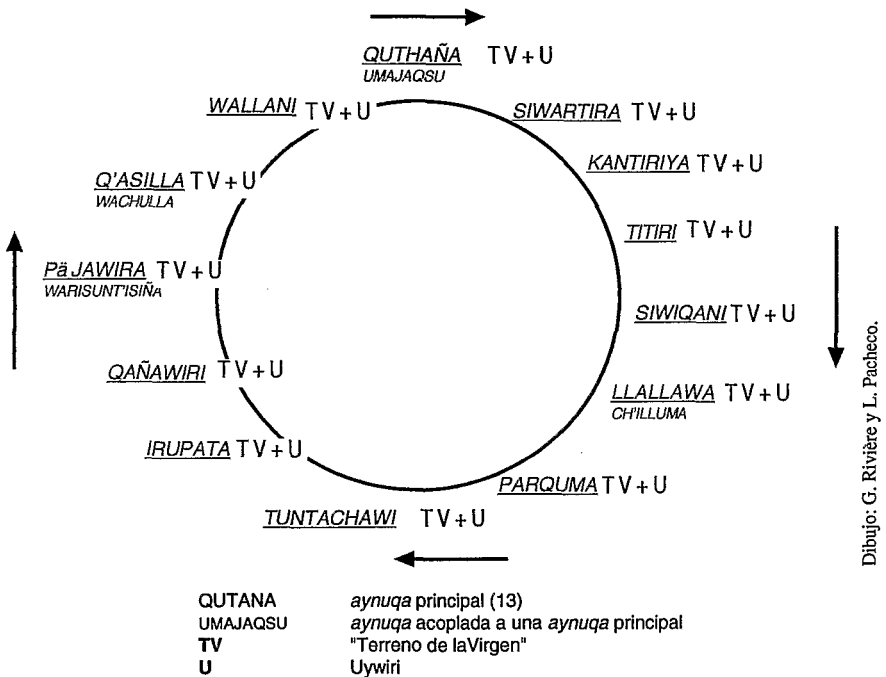 QUTHAÑA TV+U
UMAJAQSU
SIWARTIRA TV+U
KANTIRIYA TV+U
TITIRI TV+U
SIWIQANI TV+U
LLALLAWA TV+U
CH'ILLUMA
PARQUMA TV+U
TUNTACHAWI TV+U
IRUPATA TV+U
QAÑAWIRI TV+U
Pä JAWIRA TV+U
WARISUNT'ISIÑA
Q'ASILLA TV+U
WACHULLA
WALLANI TV+U
Dibujo: G. Rivière y L. Pacheco.
QUTANA aynuqa principal (13)
UMAJAQSU aynuqa acoplada a una aynuqa principal
TV "Terreno de laVirgen"
U Uywiri